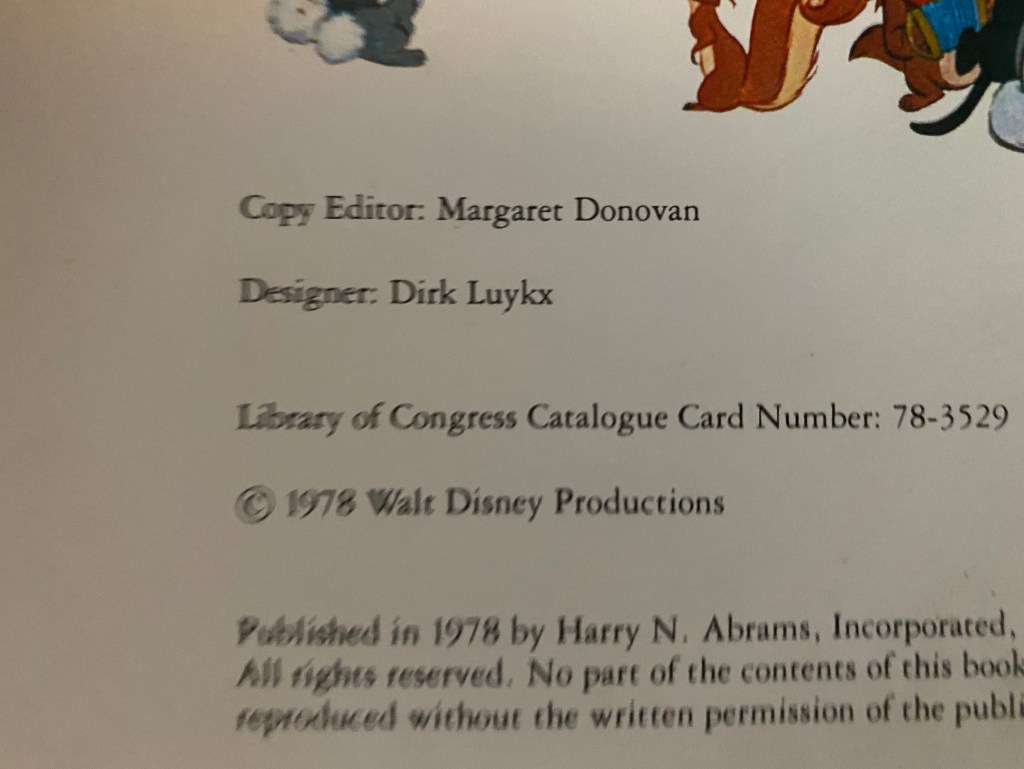 Copy Editor: Margaret Donovan
Designer: Dirk Luykx
Library of Congress Catalogue Card Number: 78-3529
© 1978 Walt Disney Productions
Published in 1978 by Harry N. Abrams, Incorporated,
All rights reserved. No part of the contents of this book
reproduced without the written permission of the publi